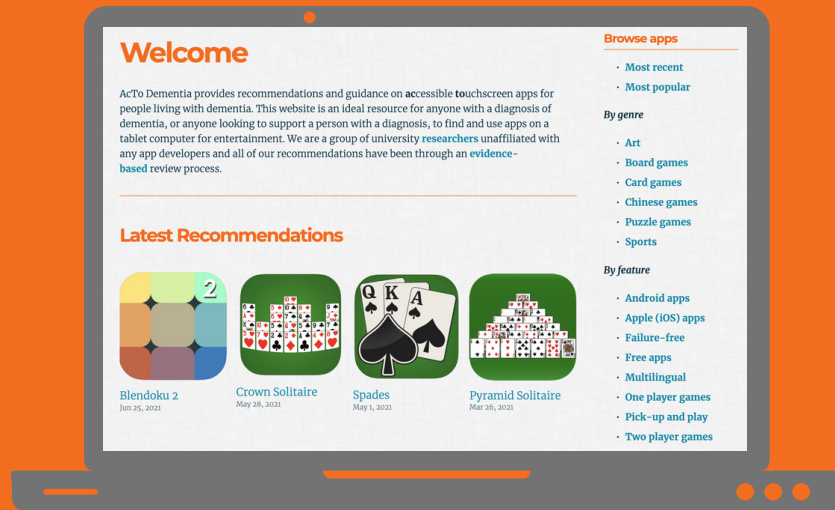 Welcome
AcTo Dementia provides recommendations and guidance on accessible touchscreen apps for
people living with dementia. This website is an ideal resource for anyone with a diagnosis of
dementia, or anyone looking to support a person with a diagnosis, to find and use apps on a
tablet computer for entertainment. We are a group of university researchers unaffiliated with
any app developers and all of our recommendations have been through an evidence-
based review process.
Latest Recommendations
2
Q K A
Blendoku 2
Jun 25, 2021
Crown Solitaire
May 28, 2021
Spades
May 1, 2021
Pyramid Solitaire
Mar 26, 2021
Browse apps
Most recent
Most popular
By genre
Art
Board games
Card games
Chinese games
Puzzle games
Sports
By feature
Android apps
Apple (iOS) apps
Failure-free
Free apps
Multilingual
One player games
Pick-up and play
Two player games